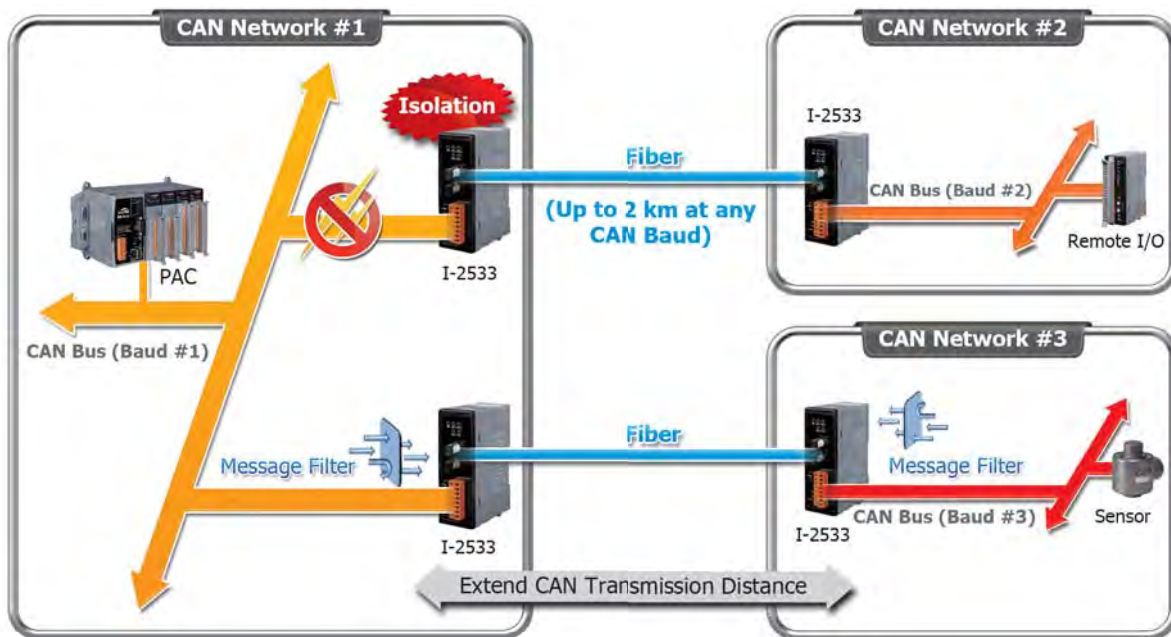 CAN Network #1
Isolation
I-2533
PAC
CAN Bus (Baud #1)
Message Filter
I-2533
Fiber
(Up to 2 km at any
CAN Baud)
Fiber
Extend CAN Transmission Distance
CAN Network #2
I-2533
CAN Bus (Baud #2)
Remote I/O
CAN Network #3
Message Filter
CAN Bus (Baud #3)
Sensor
I-2533